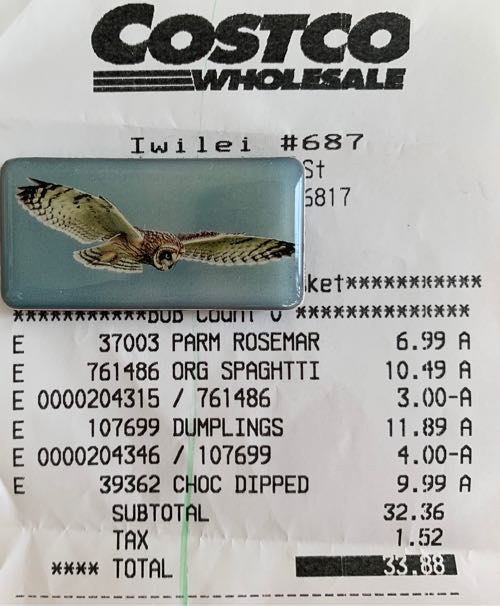 COSTCO
WHOLESALE
Iwilei #687
St
6817
ket***********
***********BOB Count 0 ***********
E 37003 PARM ROSEMAR 6.99 A
E 761486 ORG SPAGHTTI 10.49 A
E 0000204315 / 761486 3.00-A
E 107699 DUMPLINGS 11.89 A
E 0000204346 / 107699 4.00-A
E 39362 CHOC DIPPED 9.99 A
SUBTOTAL 32.36
TAX 1.52
**** TOTAL 33.88